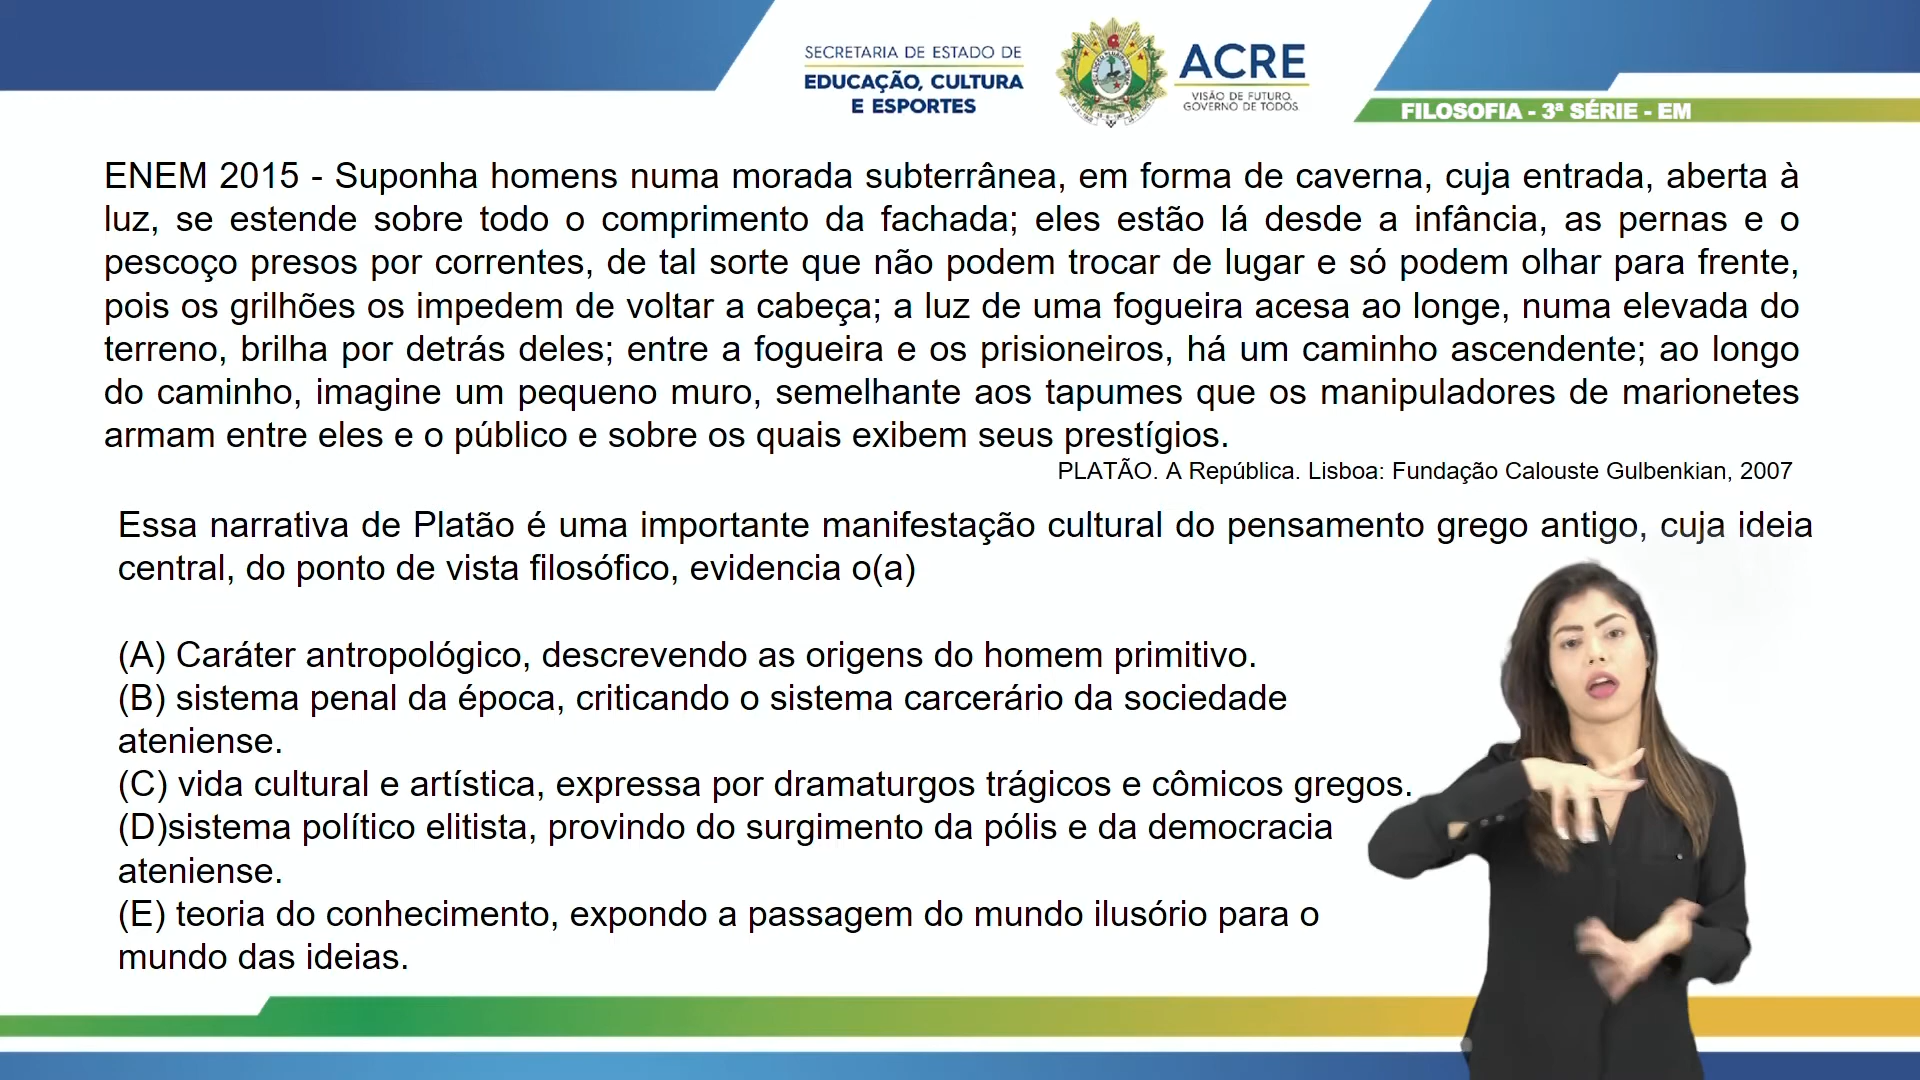 SECRETARIA DE ESTADO DE
EDUCAÇÃO, CULTURA
E ESPORTES
ACRE
VISÃO DE FUTURO.
GOVERNO DE TODOS.
FILOSOFIA - 3ª SÉRIE - EM
ENEM 2015 - Suponha homens numa morada subterrânea, em forma de caverna, cuja entrada, aberta à
luz, se estende sobre todo o comprimento da fachada; eles estão lá desde a infância, as pernas e o
pescoço presos por correntes, de tal sorte que não podem trocar de lugar e só podem olhar para frente,
pois os grilhões os impedem de voltar a cabeça; a luz de uma fogueira acesa ao longe, numa elevada do
terreno, brilha por detrás deles; entre a fogueira e os prisioneiros, há um caminho ascendente; ao longo
do caminho, imagine um pequeno muro, semelhante aos tapumes que os manipuladores de marionetes
armam entre eles e o público e sobre os quais exibem seus prestígios.
PLATÃO. A República. Lisboa: Fundação Calouste Gulbenkian, 2007
Essa narrativa de Platão é uma importante manifestação cultural do pensamento grego antigo, cuja ideia
central, do ponto de vista filosófico, evidencia o(a)
(A) Caráter antropológico, descrevendo as origens do homem primitivo.
(B) sistema penal da época, criticando o sistema carcerário da sociedade
ateniense.
(C) vida cultural e artística, expressa por dramaturgos trágicos e cômicos gregos.
(D)sistema político elitista, provindo do surgimento da pólis e da democracia
ateniense.
(E) teoria do conhecimento, expondo a passagem do mundo ilusório para o
mundo das ideias.